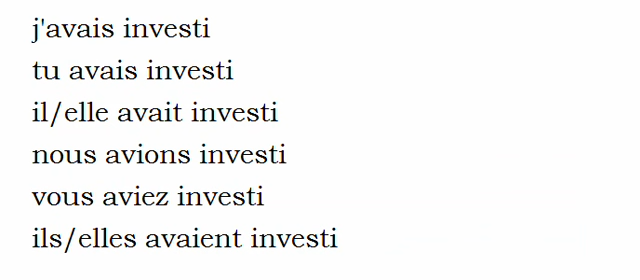 j'avais investi
tu avais investi
il/elle avait investi
nous avions investi
vous aviez investi
ils/elles avaient investi